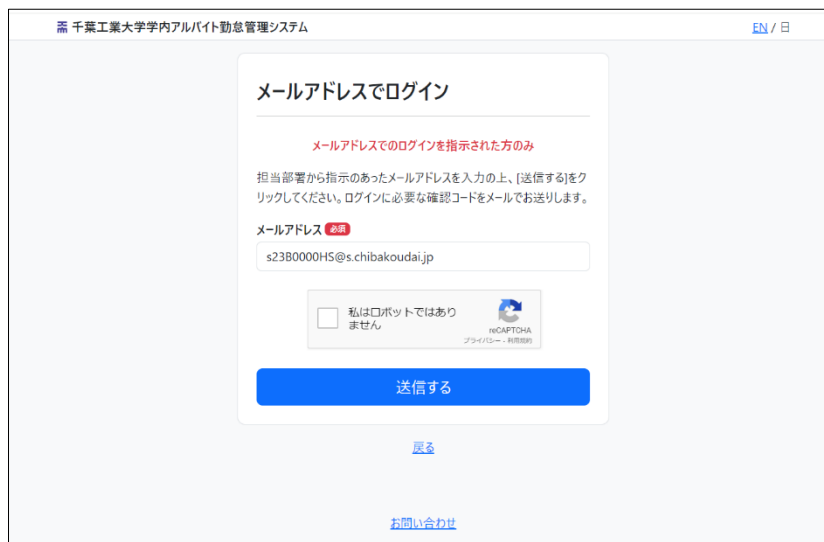 千葉工業大学学内アルバイト勤怠管理システム
EN / 日
メールアドレスでログイン
メールアドレスでのログインを指示された方のみ
担当部署から指示のあったメールアドレスを入力の上、[送信する]をク
リックしてください。ログインに必要な確認コードをメールでお送りします。
メールアドレス 必須
s23B0000HS@s.chibakoudai.jp
私はロボットではあり
ません
reCAPTCHA
プライバシー - 利用規約
送信する
戻る
お問い合わせ